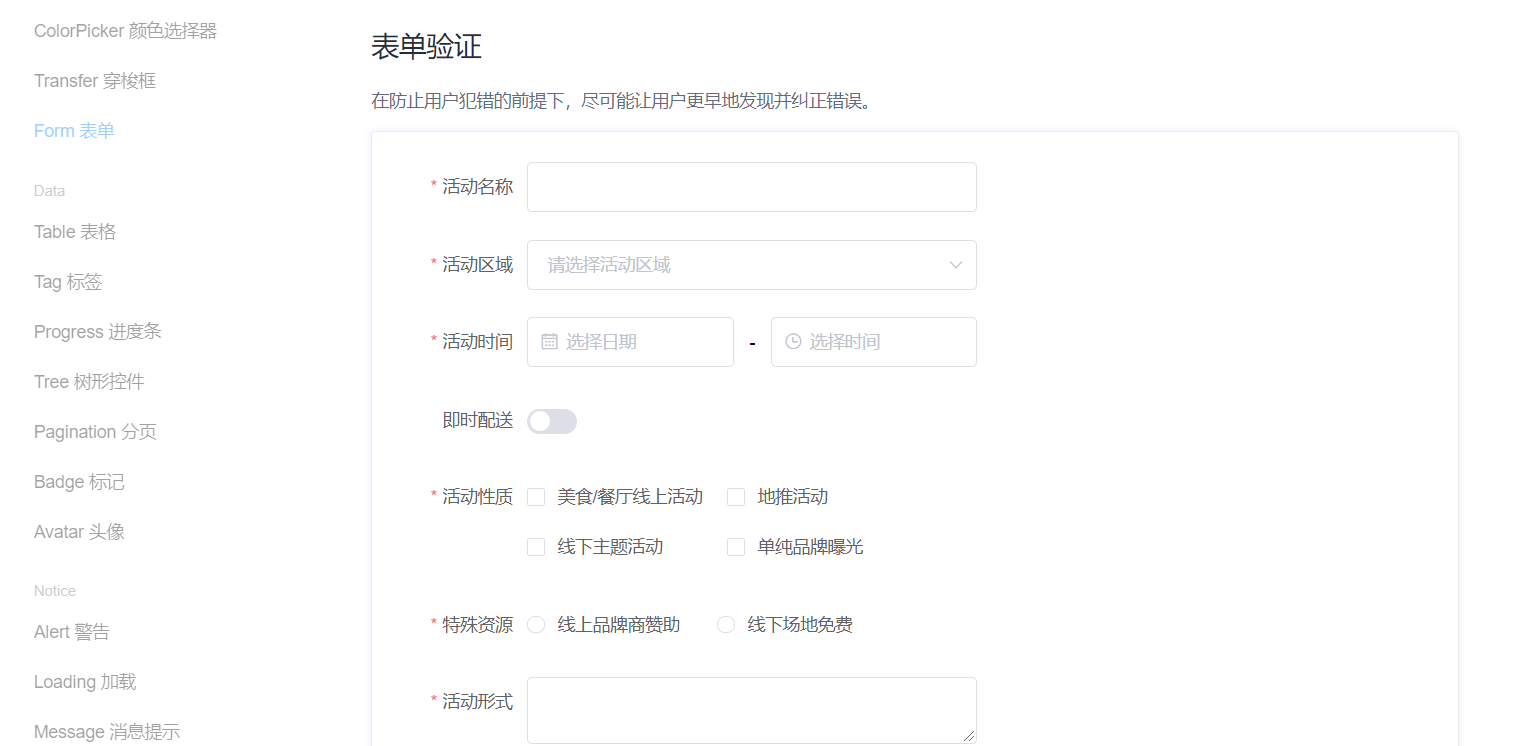 ColorPicker 颜色选择器
Transfer 穿梭框
Form 表单
Data
Table 表格
Tag 标签
Progress 进度条
Tree 树形控件
Pagination 分页
Badge 标记
Avatar 头像
Notice
Alert 警告
Loading 加载
Message 消息提示
表单验证
在防止用户犯错的前提下，尽可能让用户更早地发现并纠正错误。
* 活动名称
* 活动区域 请选择活动区域
* 活动时间 选择日期 - 选择时间
即时配送
* 活动性质 美食/餐厅线上活动 地推活动
线下主题活动 单纯品牌曝光
* 特殊资源 线上品牌商赞助 线下场地免费
* 活动形式